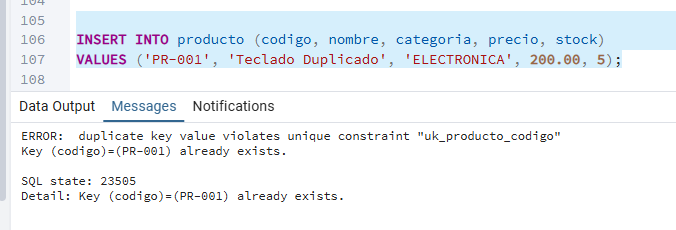 104
105
106 INSERT INTO producto (codigo, nombre, categoria, precio, stock)
107 VALUES ('PR-001', 'Teclado Duplicado', 'ELECTRONICA', 200.00, 5);
108
Data Output Messages Notifications
ERROR: duplicate key value violates unique constraint "uk_producto_codigo"
Key (codigo)=(PR-001) already exists.
SQL state: 23505
Detail: Key (codigo)=(PR-001) already exists.